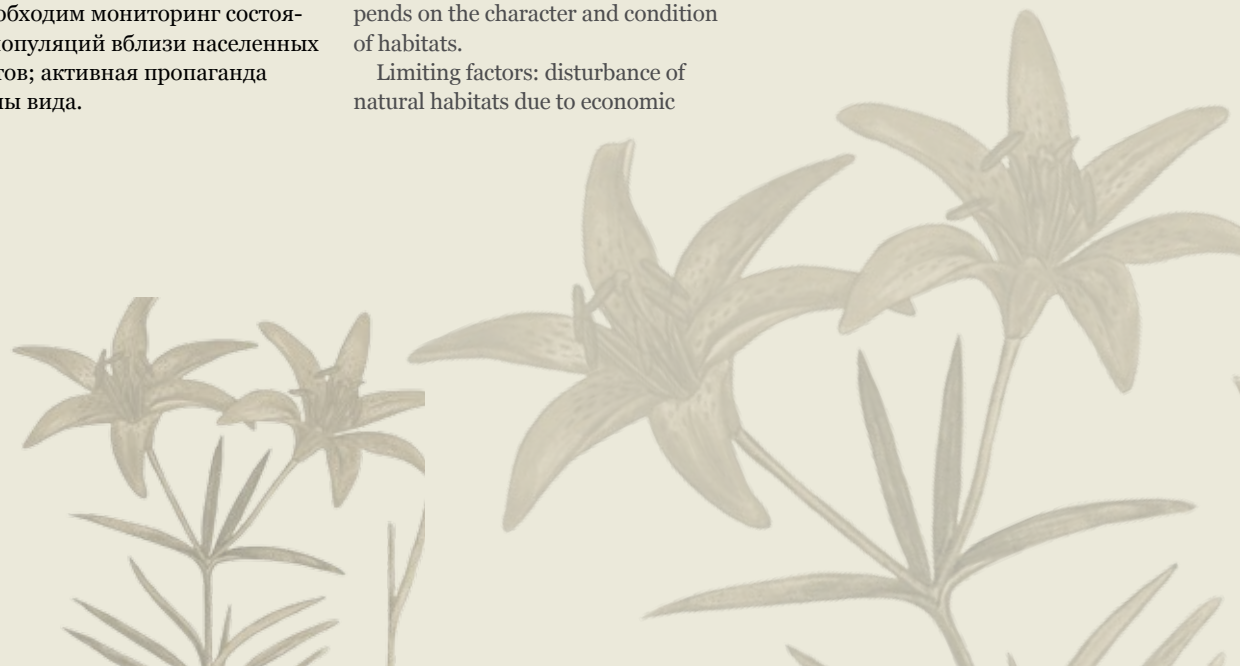 обходим мониторинг состоя-
популяций вблизи населенных
тов; активная пропаганда
ны вида.
pends on the character and condition
of habitats.
Limiting factors: disturbance of
natural habitats due to economic